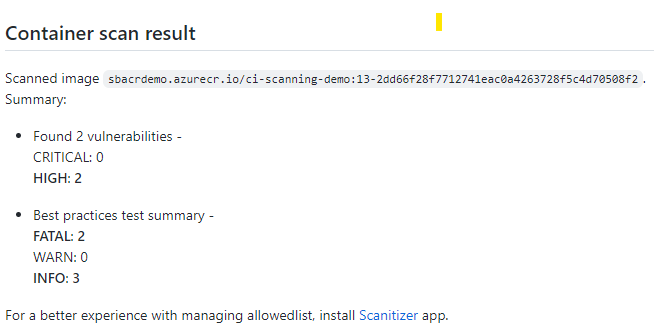 Container scan result
Scanned image sbacrdemo.azurecr.io/ci-scanning-demo:13-2dd66f28f7712741eac0a4263728f5c4d70508f2.
Summary:
• Found 2 vulnerabilities -
CRITICAL: 0
HIGH: 2
• Best practices test summary -
FATAL: 2
WARN: 0
INFO: 3
For a better experience with managing allowedlist, install Scanitizer app.